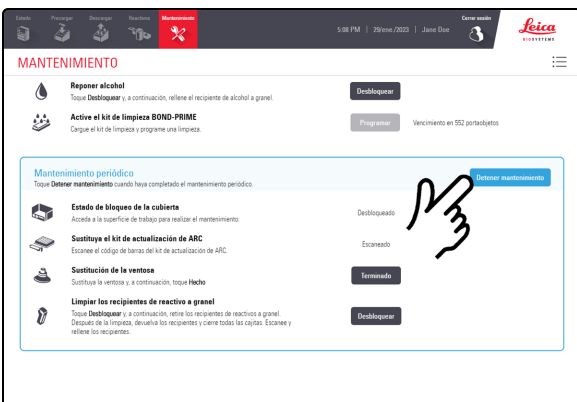 Estado Precargar Descargar Reactivos Mantenimiento
5:08 PM | 29/ene./2023 | Jane Doe
Cerrar sesión
Leica
BIOSYSTEMS
MANTENIMIENTO
Reponer alcohol
Toque Desbloquear y, a continuación, rellene el recipiente de alcohol a granel.
Desbloquear
Active el kit de limpieza BOND-PRIME
Cargue el kit de limpieza y programe una limpieza.
Programar
Vencimiento en 552 portaobjetos
Mantenimiento periódico
Toque Detener mantenimiento cuando haya completado el mantenimiento periódico.
Detener mantenimiento
Estado de bloqueo de la cubierta
Acceda a la superficie de trabajo para realizar el mantenimiento.
Desbloqueado
Sustituya el kit de actualización de ARC
Escanee el código de barras del kit de actualización de ARC.
Escaneado
Sustitución de la ventosa
Sustituya la ventosa y, a continuación, toque Hecho
Terminado
Limpiar los recipientes de reactivo a granel
Toque Desbloquear y, a continuación, retire los recipientes de reactivos a granel.
Después de la limpieza, devuelva los recipientes y cierre todas las cajitas. Escanee y
rellene los recipientes.
Desbloquear